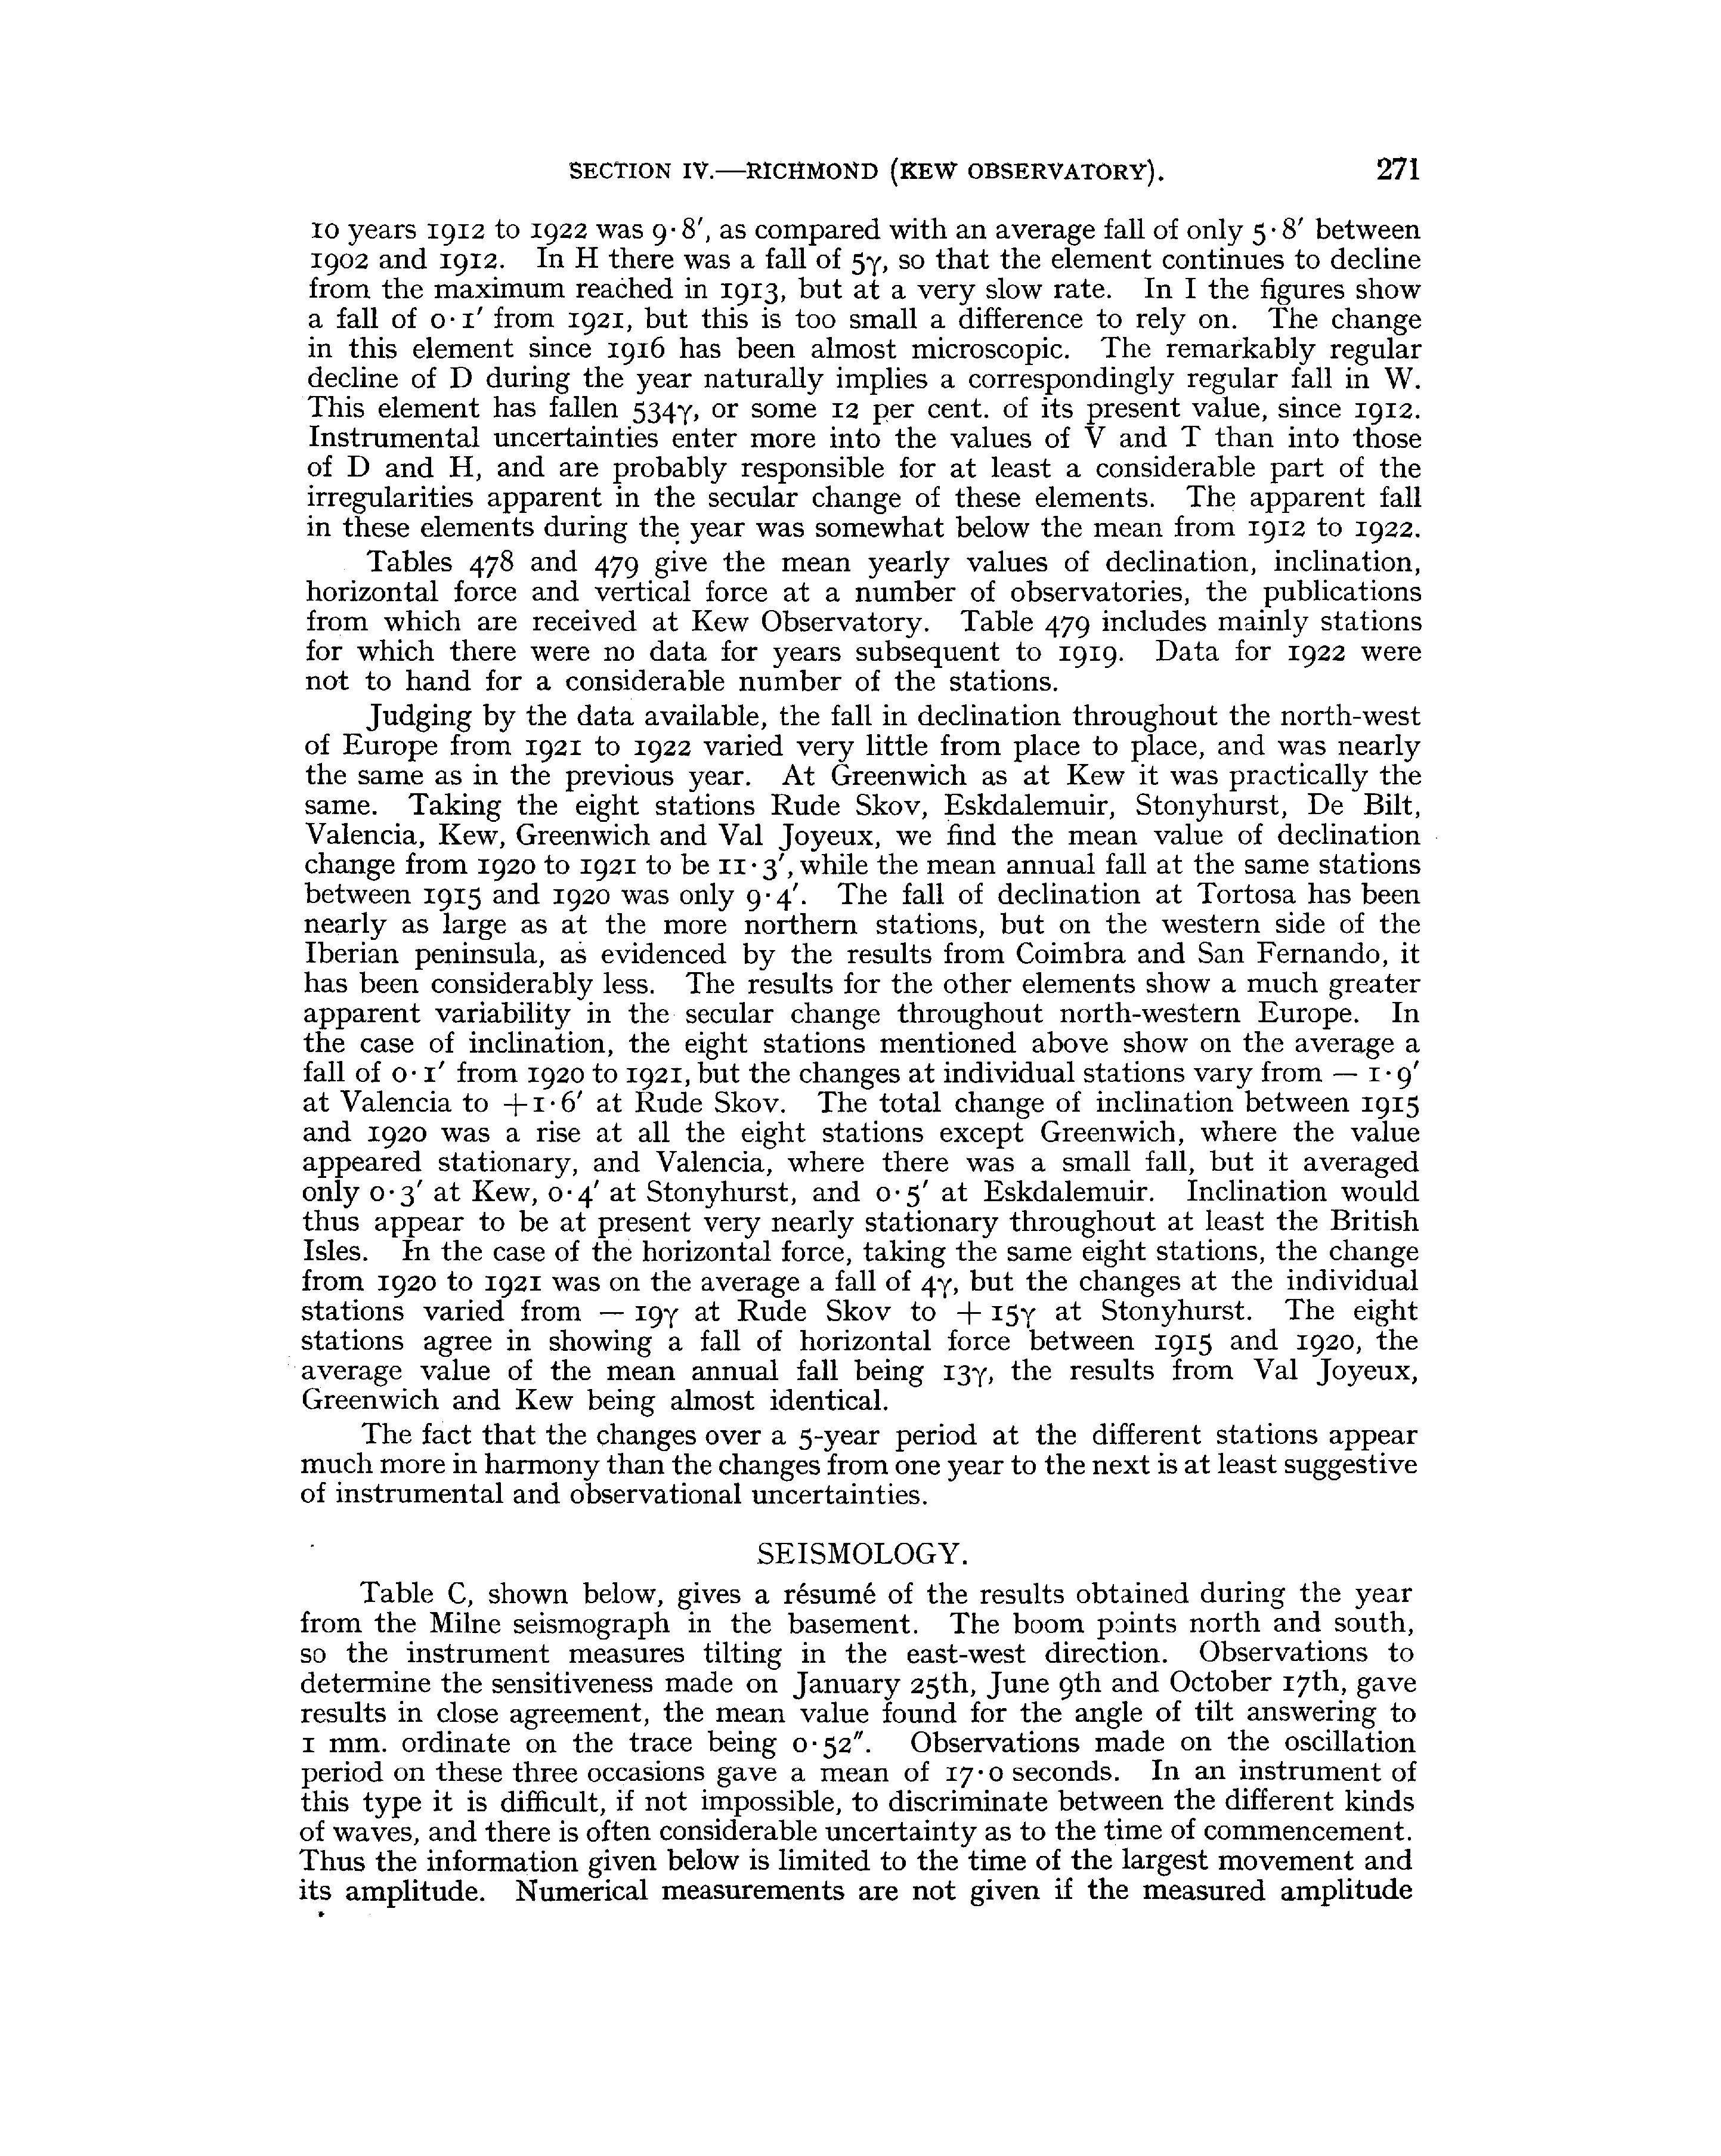 SECTION IV.—RICHMOND (KEW OBSERVATORY). 271
10 years 1912 to 1922 was 9·8′, as compared with an average fall of only 5·8′ between
1902 and 1912. In H there was a fall of 5γ, so that the element continues to decline
from the maximum reached in 1913, but at a very slow rate. In I the figures show
a fall of 0·1′ from 1921, but this is too small a difference to rely on. The change
in this element since 1916 has been almost microscopic. The remarkably regular
decline of D during the year naturally implies a correspondingly regular fall in W.
This element has fallen 534γ, or some 12 per cent. of its present value, since 1912.
Instrumental uncertainties enter more into the values of V and T than into those
of D and H, and are probably responsible for at least a considerable part of the
irregularities apparent in the secular change of these elements. The apparent fall
in these elements during the year was somewhat below the mean from 1912 to 1922.
Tables 478 and 479 give the mean yearly values of declination, inclination,
horizontal force and vertical force at a number of observatories, the publications
from which are received at Kew Observatory. Table 479 includes mainly stations
for which there were no data for years subsequent to 1919. Data for 1922 were
not to hand for a considerable number of the stations.
Judging by the data available, the fall in declination throughout the north-west
of Europe from 1921 to 1922 varied very little from place to place, and was nearly
the same as in the previous year. At Greenwich as at Kew it was practically the
same. Taking the eight stations Rude Skov, Eskdalemuir, Stonyhurst, De Bilt,
Valencia, Kew, Greenwich and Val Joyeux, we find the mean value of declination
change from 1920 to 1921 to be 11·3′, while the mean annual fall at the same stations
between 1915 and 1920 was only 9·4′. The fall of declination at Tortosa has been
nearly as large as at the more northern stations, but on the western side of the
Iberian peninsula, as evidenced by the results from Coimbra and San Fernando, it
has been considerably less. The results for the other elements show a much greater
apparent variability in the secular change throughout north-western Europe. In
the case of inclination, the eight stations mentioned above show on the average a
fall of 0·1′ from 1920 to 1921, but the changes at individual stations vary from — 1·9′
at Valencia to +1·6′ at Rude Skov. The total change of inclination between 1915
and 1920 was a rise at all the eight stations except Greenwich, where the value
appeared stationary, and Valencia, where there was a small fall, but it averaged
only 0·3′ at Kew, 0·4′ at Stonyhurst, and 0·5′ at Eskdalemuir. Inclination would
thus appear to be at present very nearly stationary throughout at least the British
Isles. In the case of the horizontal force, taking the same eight stations, the change
from 1920 to 1921 was on the average a fall of 4γ, but the changes at the individual
stations varied from — 19γ at Rude Skov to + 15γ at Stonyhurst. The eight
stations agree in showing a fall of horizontal force between 1915 and 1920, the
average value of the mean annual fall being 13γ, the results from Val Joyeux,
Greenwich and Kew being almost identical.
The fact that the changes over a 5-year period at the different stations appear
much more in harmony than the changes from one year to the next is at least suggestive
of instrumental and observational uncertainties.
SEISMOLOGY.
Table C, shown below, gives a résumé of the results obtained during the year
from the Milne seismograph in the basement. The boom points north and south,
so the instrument measures tilting in the east-west direction. Observations to
determine the sensitiveness made on January 25th, June 9th and October 17th, gave
results in close agreement, the mean value found for the angle of tilt answering to
1 mm. ordinate on the trace being 0·52″. Observations made on the oscillation
period on these three occasions gave a mean of 17·0 seconds. In an instrument of
this type it is difficult, if not impossible, to discriminate between the different kinds
of waves, and there is often considerable uncertainty as to the time of commencement.
Thus the information given below is limited to the time of the largest movement and
its amplitude. Numerical measurements are not given if the measured amplitude